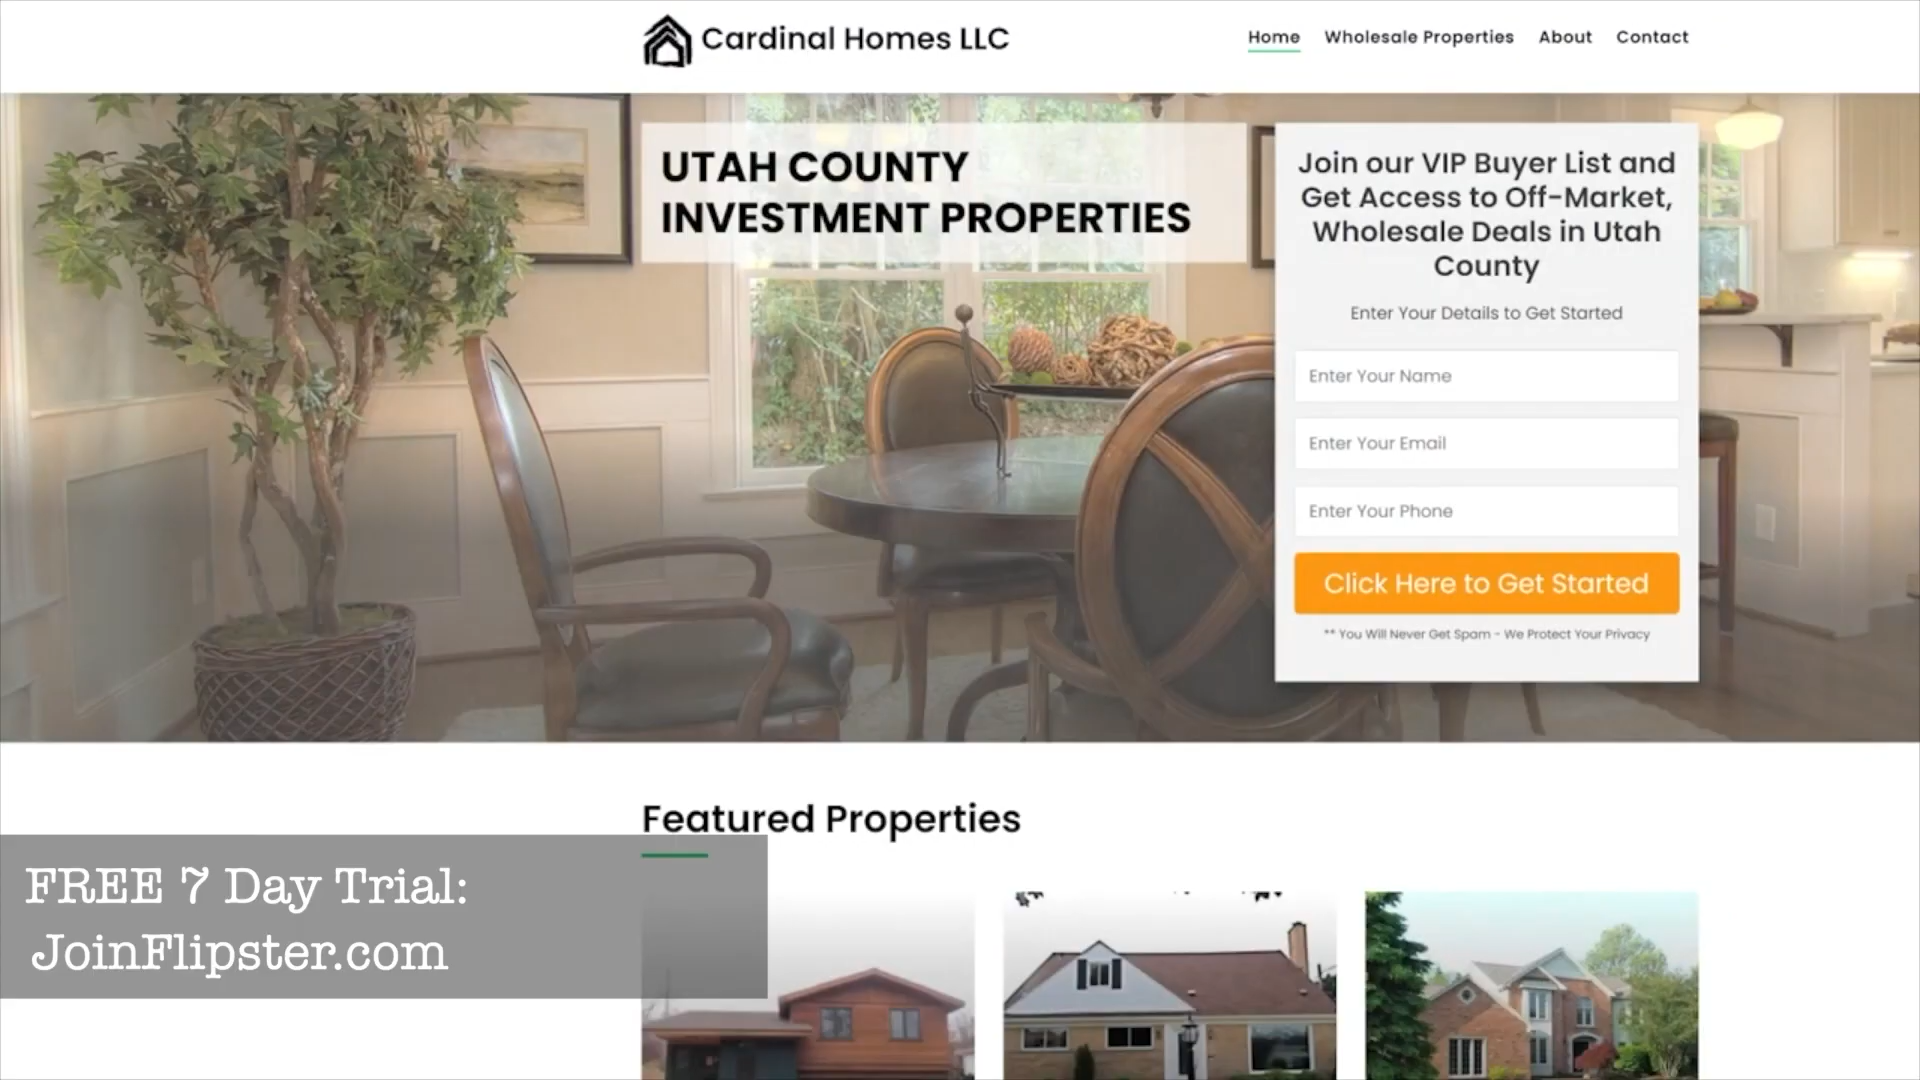 Cardinal Homes LLC
Home
Wholesale Properties
About
Contact
UTAH COUNTY
INVESTMENT PROPERTIES
Join our VIP Buyer List and
Get Access to Off-Market,
Wholesale Deals in Utah
County
Enter Your Details to Get Started
Enter Your Name
Enter Your Email
Enter Your Phone
Click Here to Get Started
** You Will Never Get Spam - We Protect Your Privacy
Featured Properties
FREE 7 Day Trial:
JoinFlipster.com